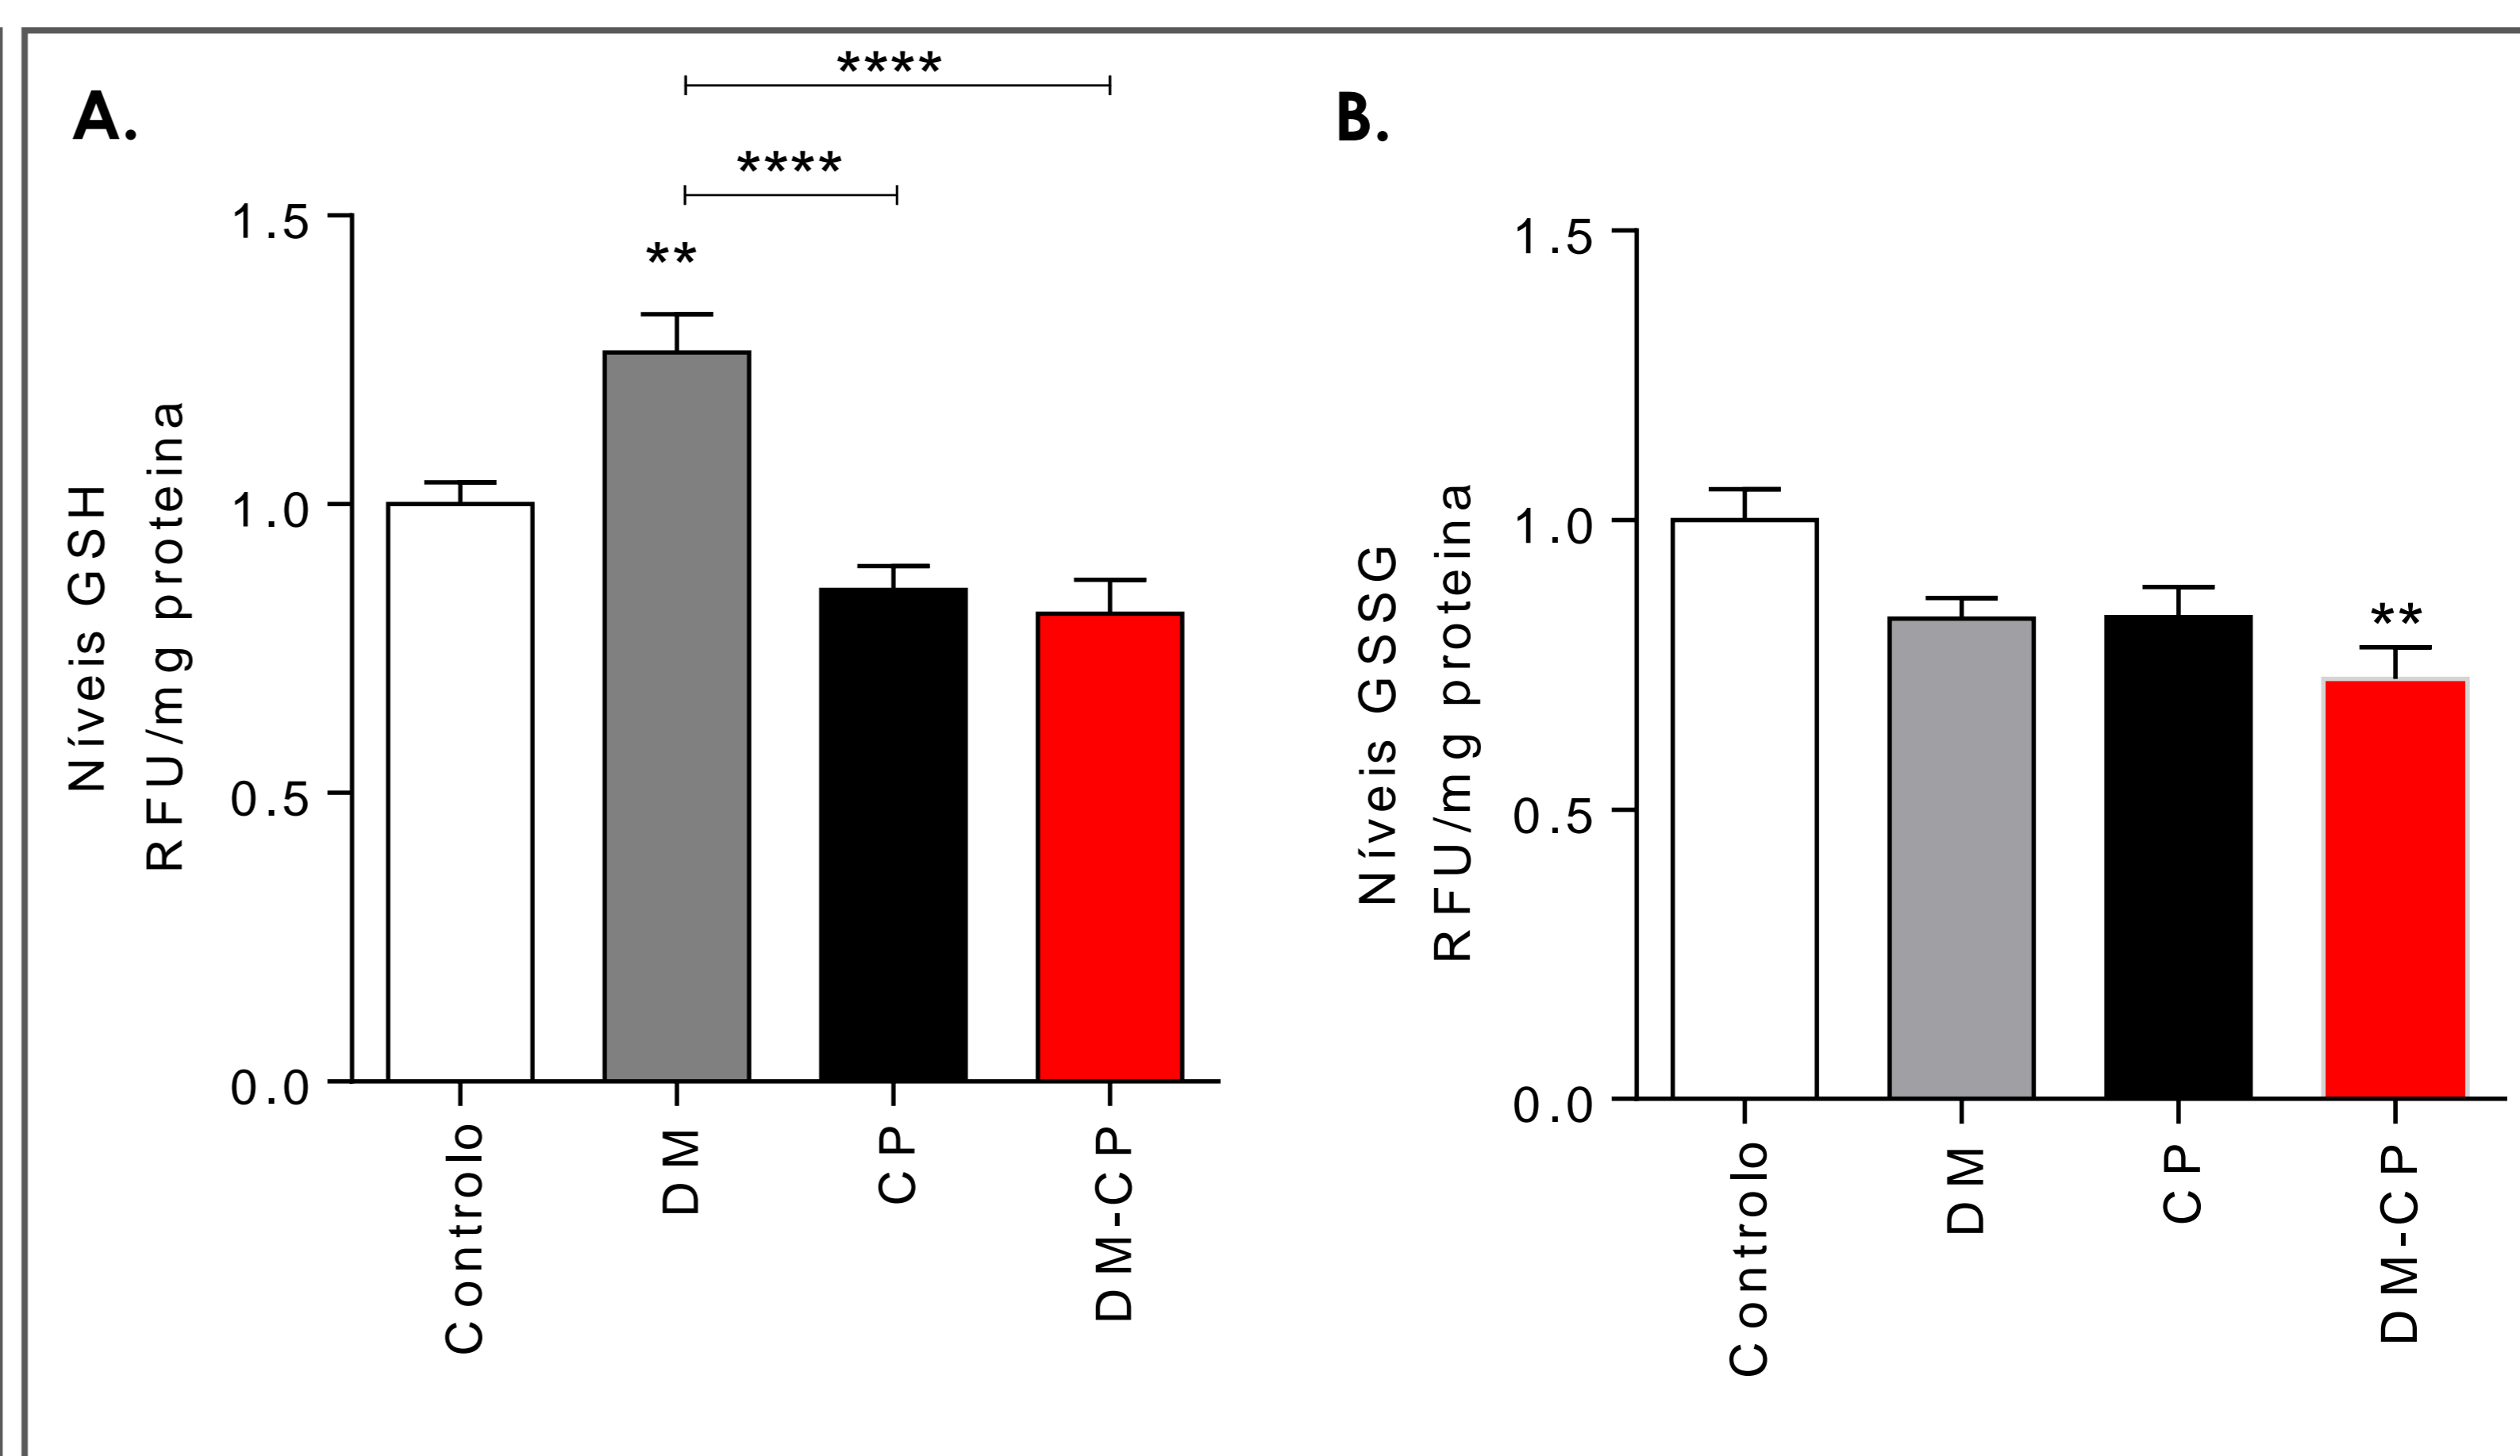 A.
****
****
**
1.5
1.0
0.5
0.0
Níveis GSH
RFU/mg proteina
Controlo
DM
CP
DM-CP
B.
**
1.5
1.0
0.5
0.0
Níveis GSSG
RFU/mg proteina
Controlo
DM
CP
DM-CP